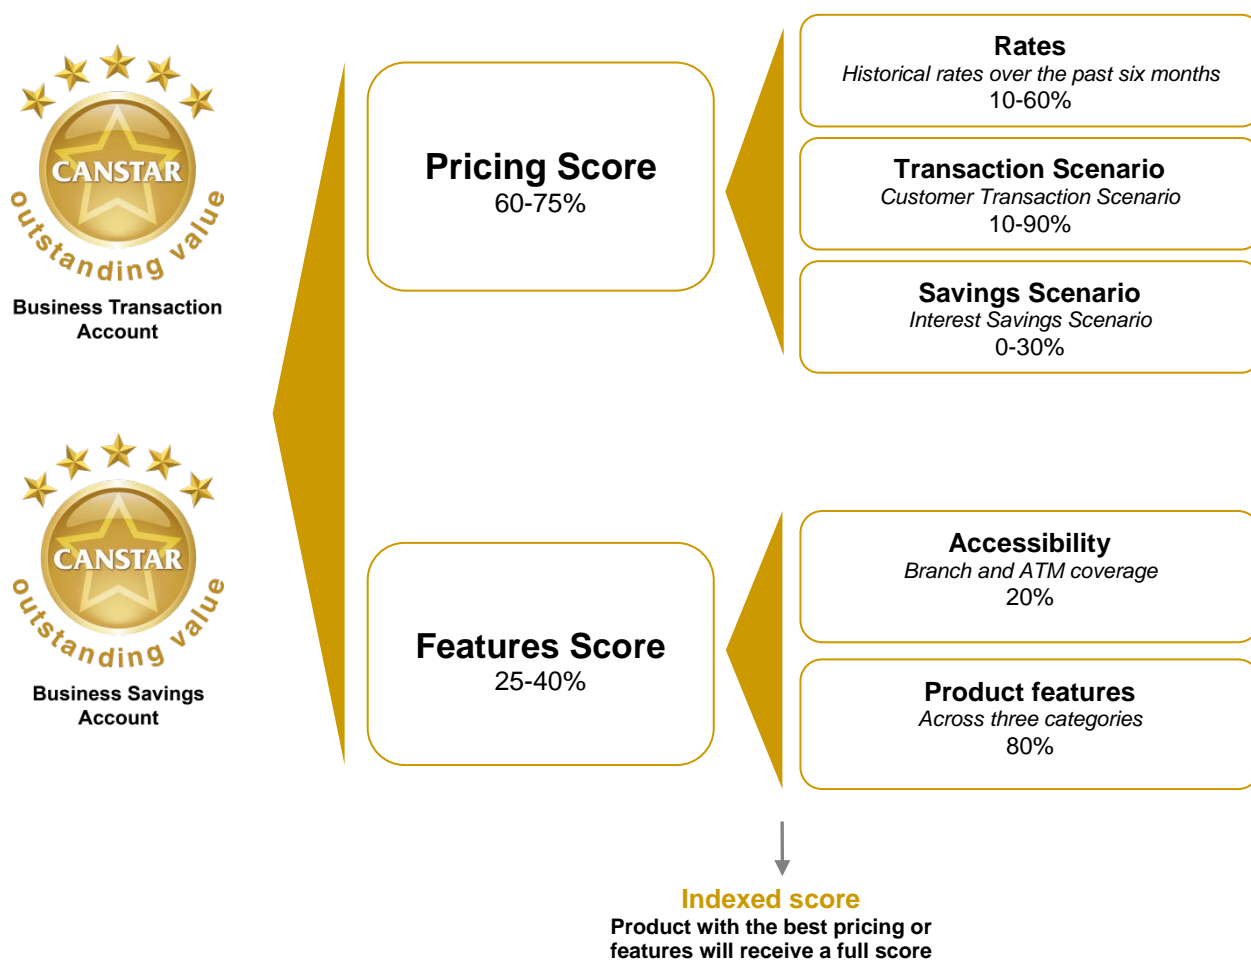 CANSTAR
outstanding value
Business Transaction
Account
CANSTAR
outstanding value
Business Savings
Account
Pricing Score
60-75%
Features Score
25-40%
Rates
Historical rates over the past six months
10-60%
Transaction Scenario
Customer Transaction Scenario
10-90%
Savings Scenario
Interest Savings Scenario
0-30%
Accessibility
Branch and ATM coverage
20%
Product features
Across three categories
80%
Indexed score
Product with the best pricing or
features will receive a full score